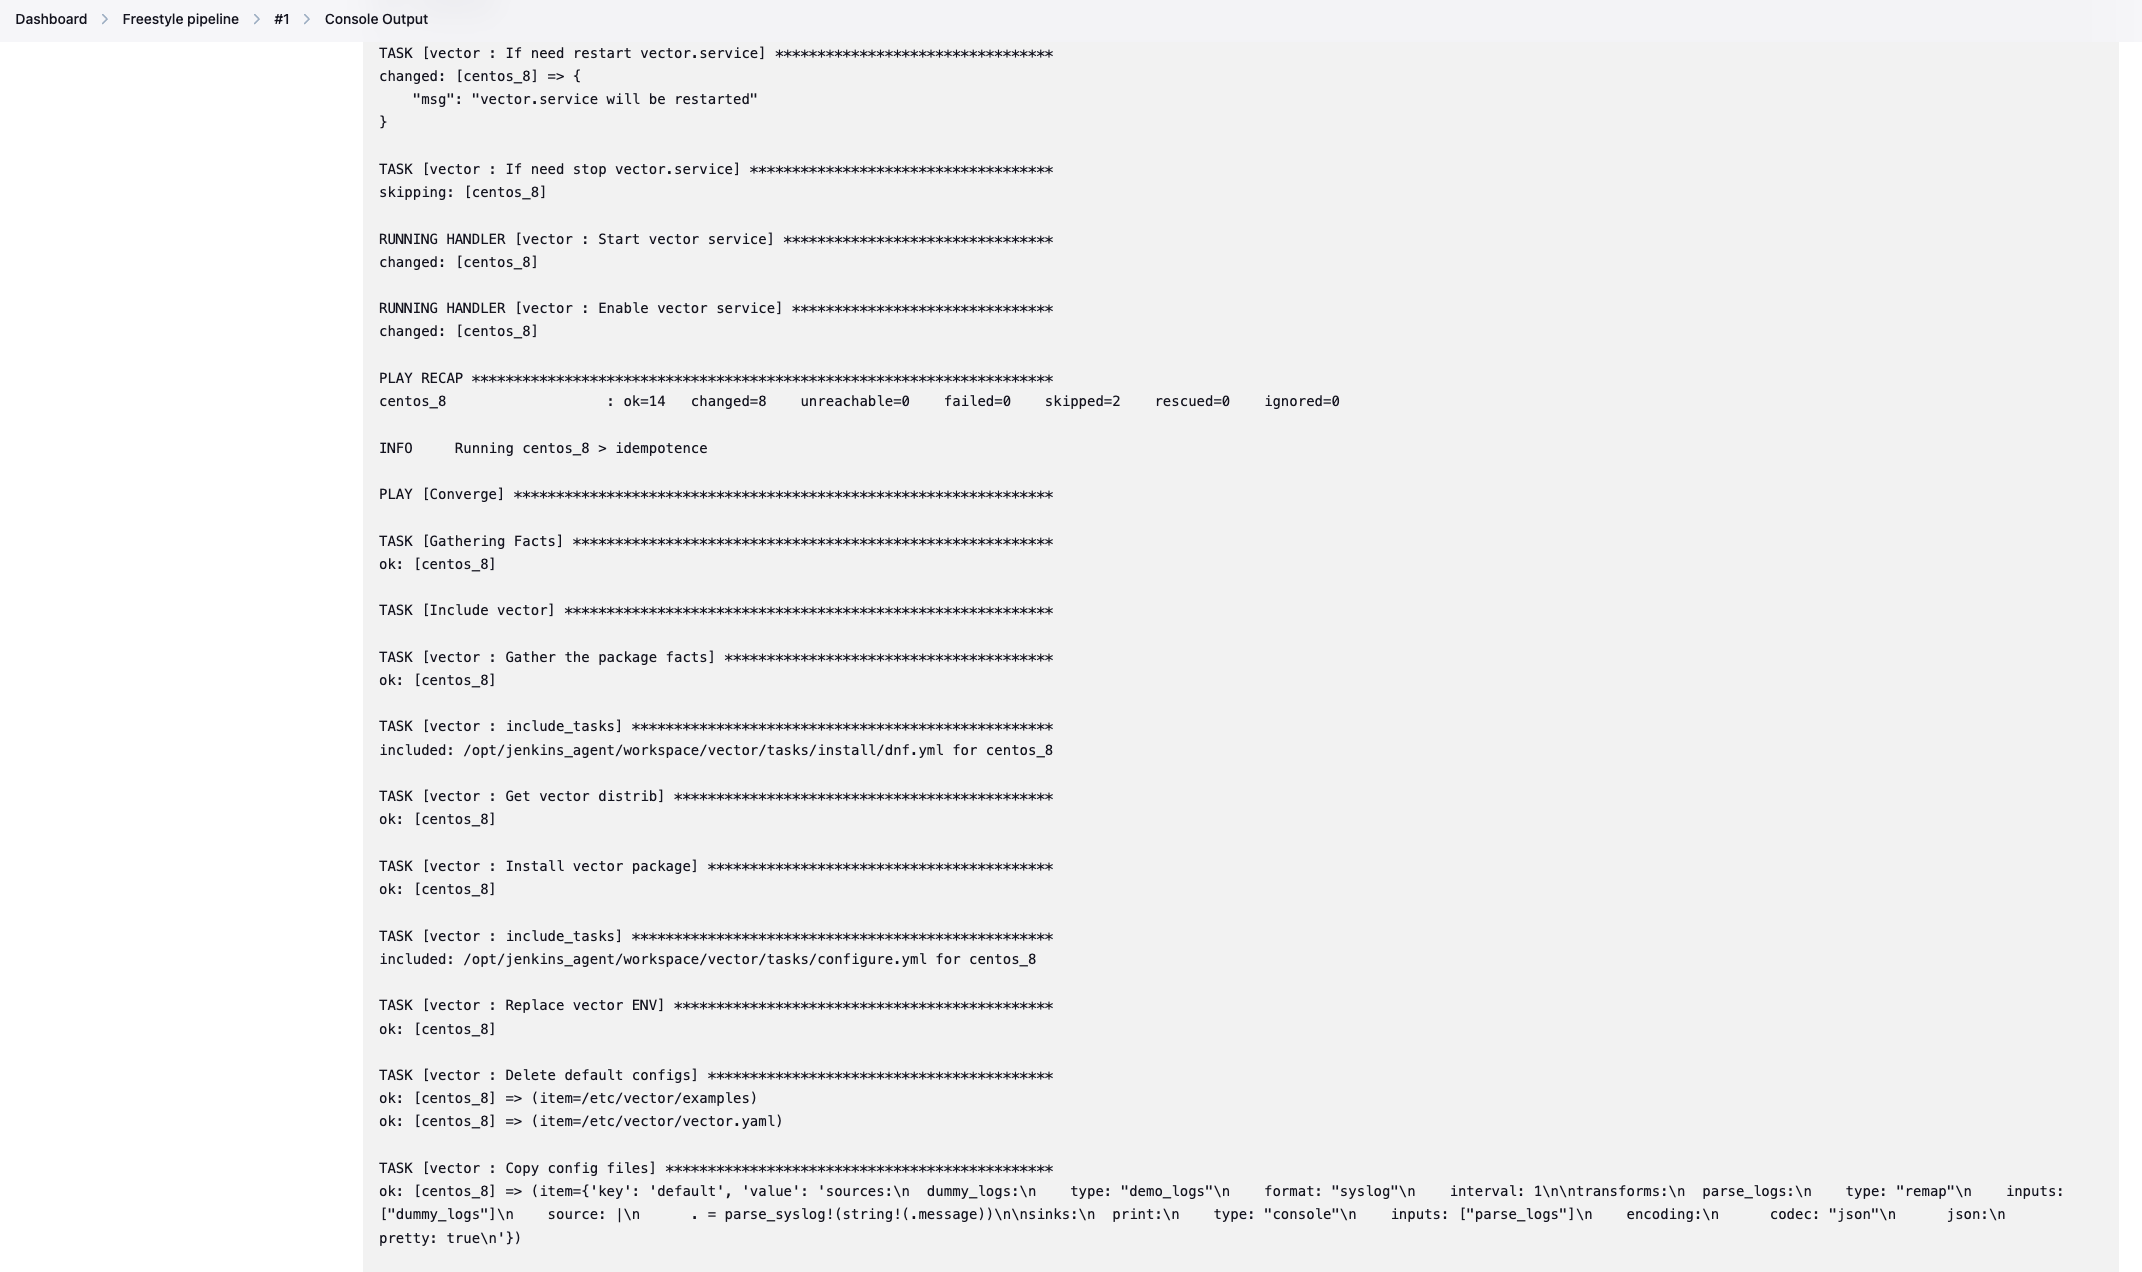 Dashboard > Freestyle pipeline > #1 > Console Output
TASK [vector : If need restart vector.service] *********************************
changed: [centos_8] => {
    "msg": "vector.service will be restarted"
}
TASK [vector : If need stop vector.service] ************************************
skipping: [centos_8]
RUNNING HANDLER [vector : Start vector service] ********************************
changed: [centos_8]
RUNNING HANDLER [vector : Enable vector service] *******************************
changed: [centos_8]
PLAY RECAP *********************************************************************
centos_8                   : ok=14   changed=8    unreachable=0    failed=0    skipped=2    rescued=0    ignored=0
INFO     Running centos_8 > idempotence
PLAY [Converge] ****************************************************************
TASK [Gathering Facts] *********************************************************
ok: [centos_8]
TASK [Include vector] **********************************************************
TASK [vector : Gather the package facts] ***************************************
ok: [centos_8]
TASK [vector : include_tasks] **************************************************
included: /opt/jenkins_agent/workspace/vector/tasks/install/dnf.yml for centos_8
TASK [vector : Get vector distrib] *********************************************
ok: [centos_8]
TASK [vector : Install vector package] *****************************************
ok: [centos_8]
TASK [vector : include_tasks] **************************************************
included: /opt/jenkins_agent/workspace/vector/tasks/configure.yml for centos_8
TASK [vector : Replace vector ENV] *********************************************
ok: [centos_8]
TASK [vector : Delete default configs] *****************************************
ok: [centos_8] => (item=/etc/vector/examples)
ok: [centos_8] => (item=/etc/vector/vector.yaml)
TASK [vector : Copy config files] **********************************************
ok: [centos_8] => (item={'key': 'default', 'value': 'sources:\n  dummy_logs:\n    type: "demo_logs"\n    format: "syslog"\n    interval: 1\n\ntransforms:\n  parse_logs:\n    type: "remap"\n    inputs:
["dummy_logs"]\n    source: |\n      . = parse_syslog!(string!(.message))\n\nsinks:\n  print:\n    type: "console"\n    inputs: ["parse_logs"]\n    encoding:\n      codec: "json"\n      json:\n
pretty: true\n'})